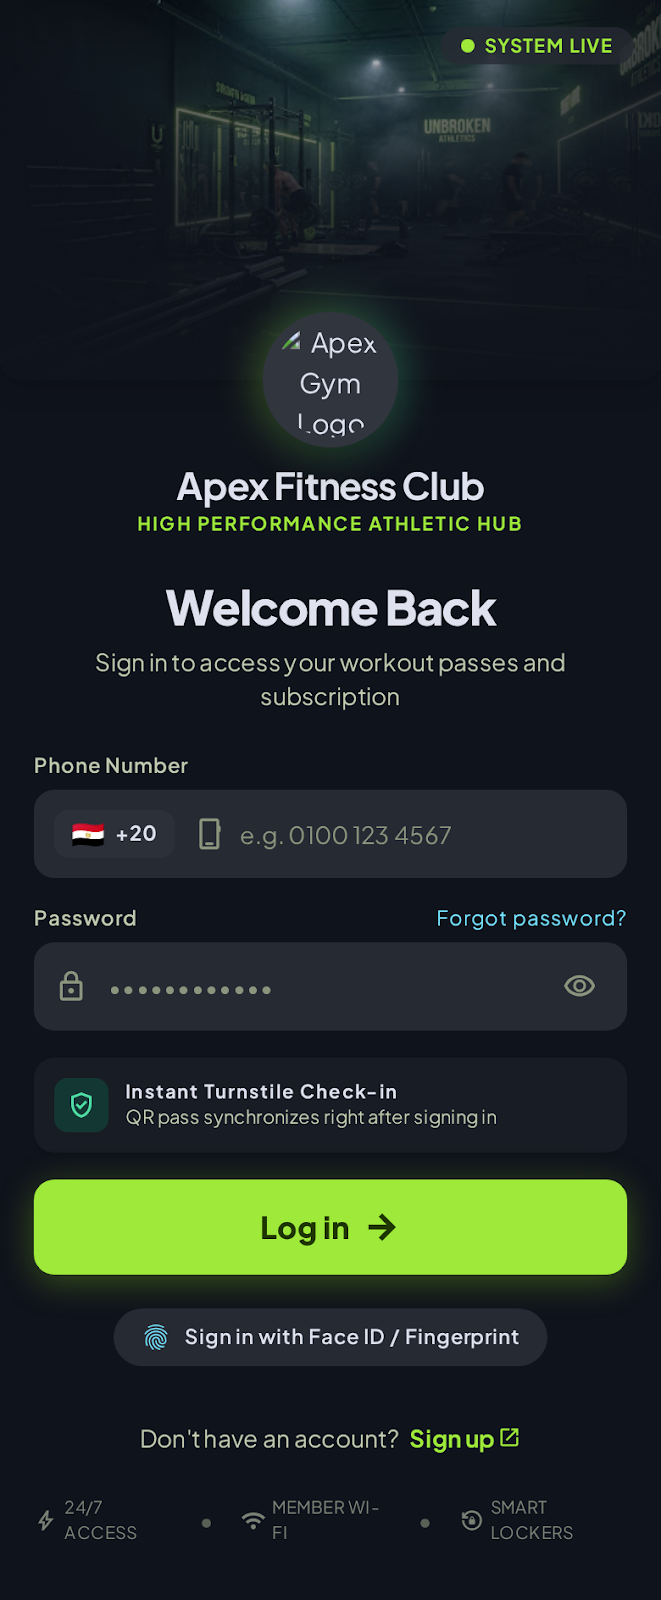 SYSTEM LIVE
UNBROKEN
ATHLETICS
Apex
Gym
Logo
Apex Fitness Club
HIGH PERFORMANCE ATHLETIC HUB
Welcome Back
Sign in to access your workout passes and
subscription
Phone Number
+20
e.g. 0100 123 4567
Password
Forgot password?
Instant Turnstile Check-in
QR pass synchronizes right after signing in
Log in
Sign in with Face ID / Fingerprint
Don't have an account? Sign up
24/7
ACCESS
MEMBER WI-
FI
SMART
LOCKERS